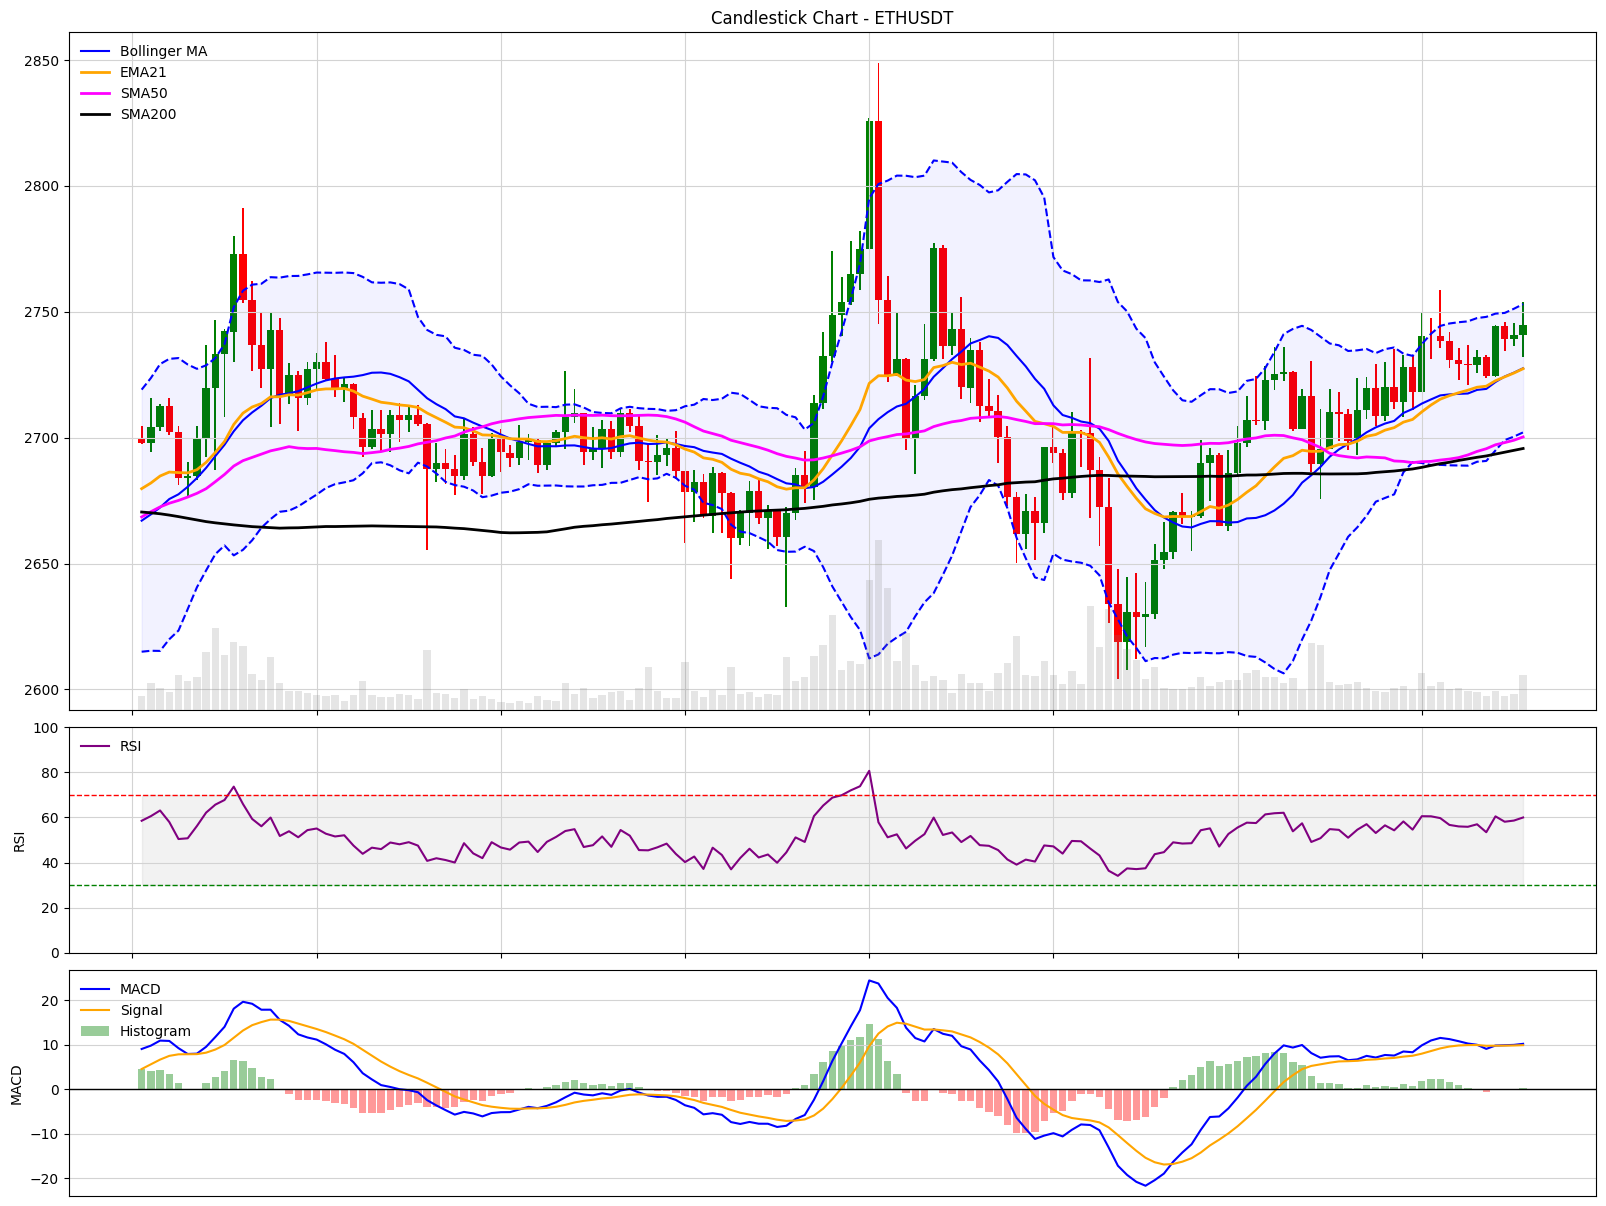 Candlestick Chart - ETHUSDT
Bollinger MA
EMA21
SMA50
SMA200
2850
2800
2750
2700
2650
2600
RSI
RSI
100
80
60
40
20
0
MACD
Signal
Histogram
MACD
20
10
0
−10
−20